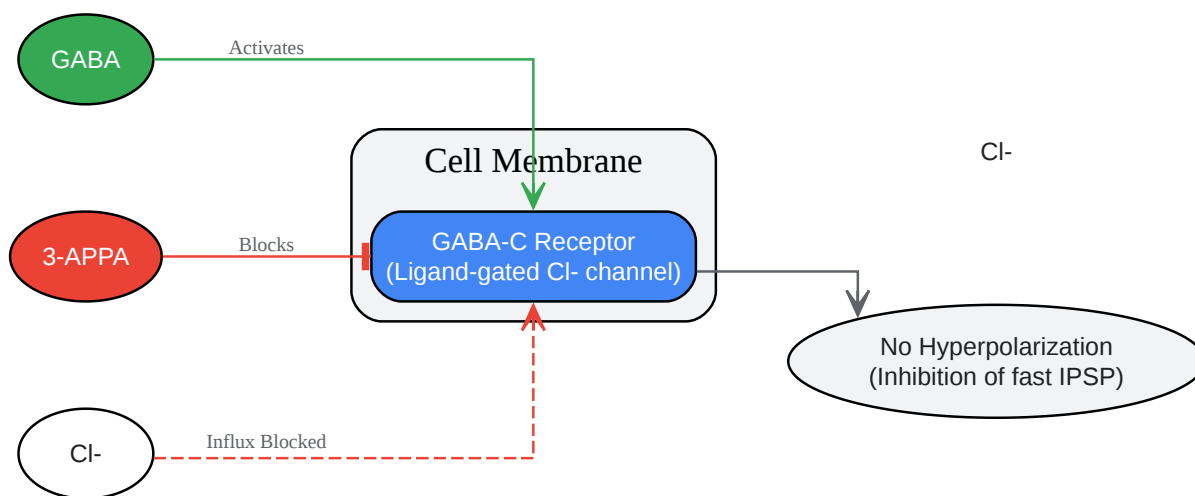 GABA
Activates
Cell Membrane
Cl-
3-APPA
Blocks
GABA-C Receptor
(Ligand-gated Cl- channel)
No Hyperpolarization
(Inhibition of fast IPSP)
Cl-
Influx Blocked